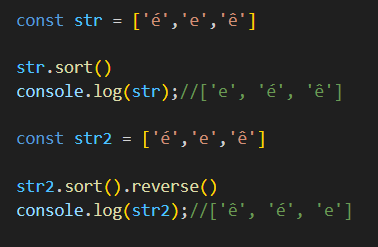 const str = ['é','e','ê']
str.sort()
console.log(str);//['e', 'é', 'ê']
const str2 = ['é','e','ê']
str2.sort().reverse()
console.log(str2);//['ê', 'é', 'e']